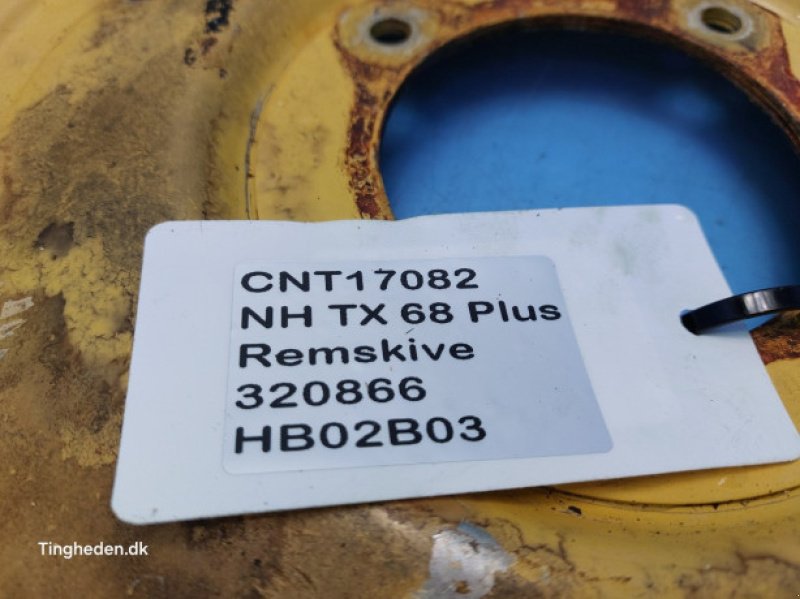 CNT17082
NH TX 68 Plus
Remskive
320866
HB02B03
Tingheden.dk